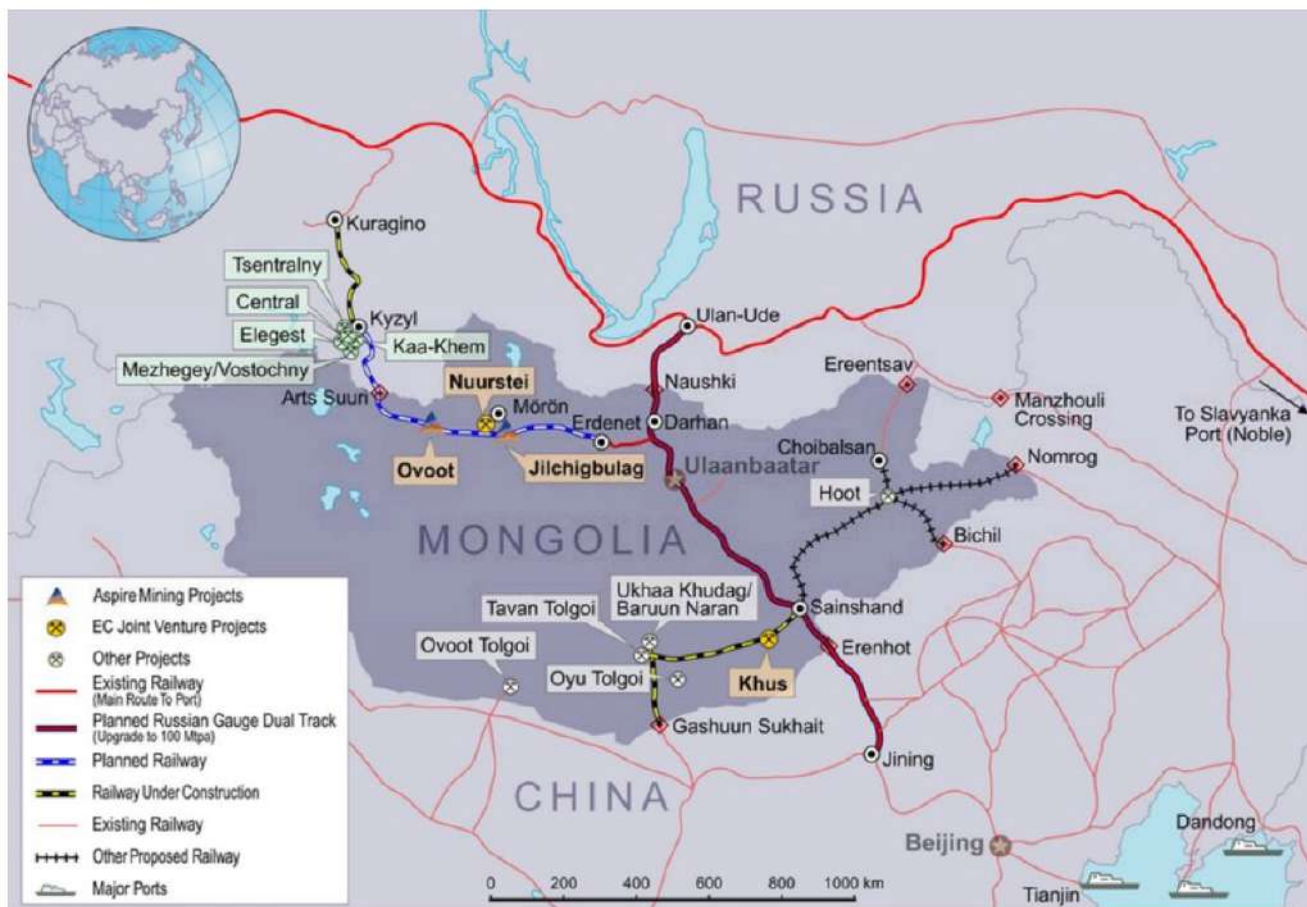 RUSSIA
Kuragino
Tsentralny
Central
Kyzyl
Elegest
Kaa-Khem
Mezhegey/Vostochny
Arts Suuri
Nuurstei
Mörön
Erdenet
Ovoot
Jilchigbulag
Ulan-Ude
Naushki
Darhan
Ulaanbaatar
Ereentsav
Manzhouli
Crossing
To Slavyanka
Port (Noble)
Choibalsan
Nomrog
Hoot
Bichil
MONGOLIA
Ukhaa Khudag/
Baruun Naran
Tavan Tolgoi
Sainshand
Ovoot Tolgoi
Erenhot
Oyu Tolgoi
Khus
Gashuun Sukhait
Jining
CHINA
Beijing
Dandong
Tianjin
Aspire Mining Projects
EC Joint Venture Projects
Other Projects
Existing Railway
(Main Route To Port)
Planned Russian Gauge Dual Track
(Upgrade to 100 Mtpa)
Planned Railway
Railway Under Construction
Existing Railway
Other Proposed Railway
Major Ports
0 200 400 600 800 1000 km